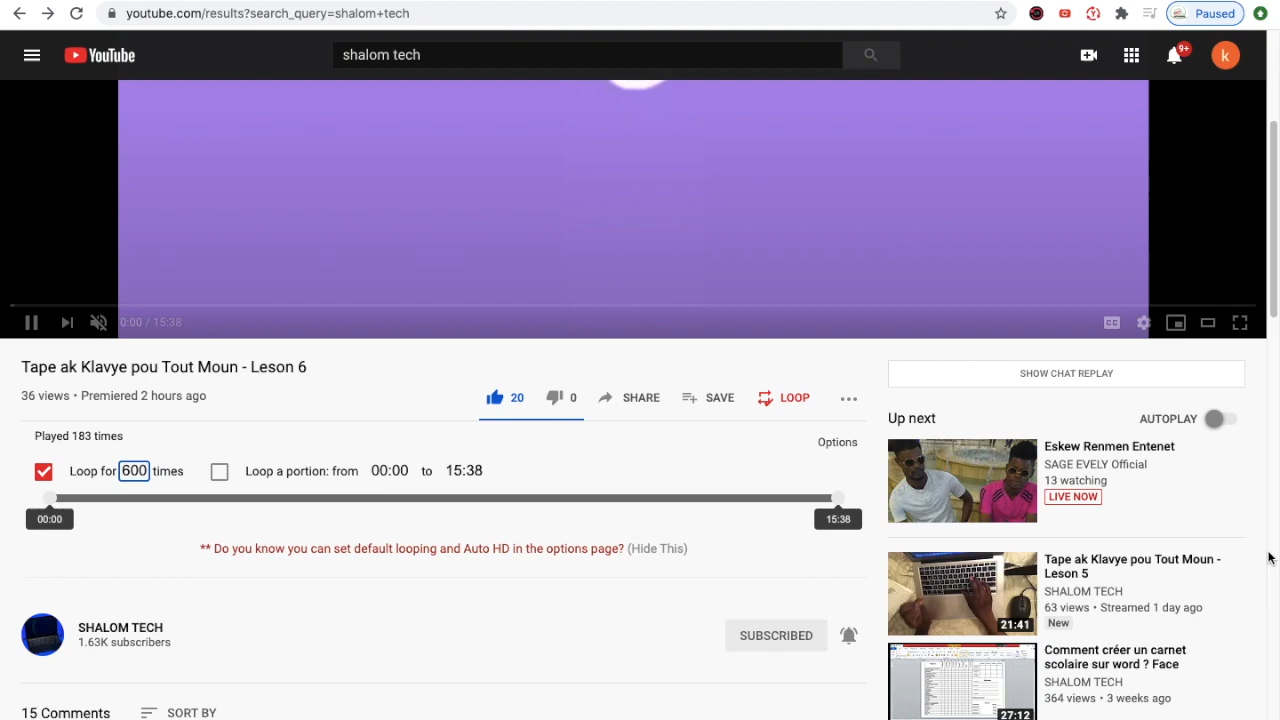 youtube.com/results?search_query=shalom+tech
Paused
YouTube
shalom tech
9+
k
0:00 / 15:38
CC
Tape ak Klavye pou Tout Moun - Leson 6
36 views • Premiered 2 hours ago
20
0
SHARE
SAVE
LOOP
Played 183 times
Options
Loop for 600 times
Loop a portion: from 00:00 to 15:38
00:00
15:38
** Do you know you can set default looping and Auto HD in the options page? (Hide This)
SHALOM TECH
1.63K subscribers
SUBSCRIBED
15 Comments
SORT BY
SHOW CHAT REPLAY
Up next
AUTOPLAY
Eskew Renmen Entenet
SAGE EVELY Official
13 watching
LIVE NOW
21:41
Tape ak Klavye pou Tout Moun -
Leson 5
SHALOM TECH
63 views • Streamed 1 day ago
New
27:12
Comment créer un carnet
scolaire sur word ? Face
SHALOM TECH
364 views • 3 weeks ago